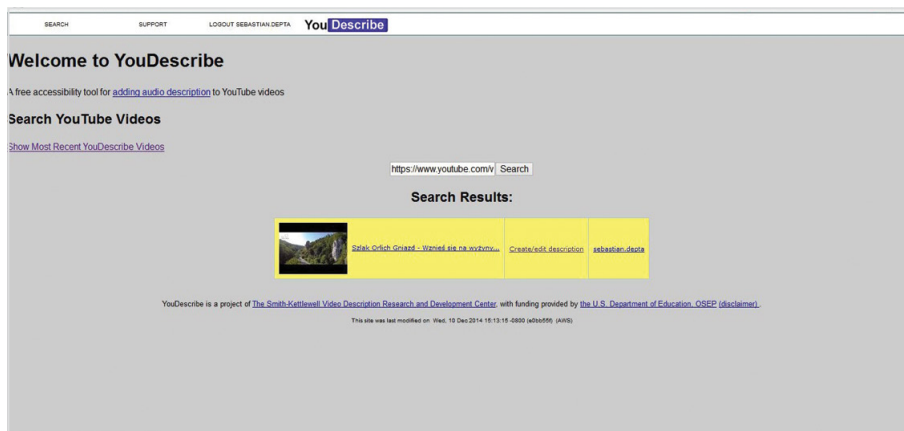 SEARCH SUPPORT LOGOUT SEBASTIAN.DEPTA YouDescribe
Welcome to YouDescribe
A free accessibility tool for adding audio description to YouTube videos
Search YouTube Videos
Show Most Recent YouDescribe Videos
https://www.youtube.com/v Search
Search Results:
Szlak Orlich Gniazd - Wznieś się na wyżyny... Create/edit description sebastian.depta
YouDescribe is a project of The Smith-Kettlewell Video Description Research and Development Center, with funding provided by the U.S. Department of Education, OSEP (disclaimer).
This site was last modified on: Wed, 10 Dec 2014 15:13:15 -0800 (e0bb55f) (AWS)